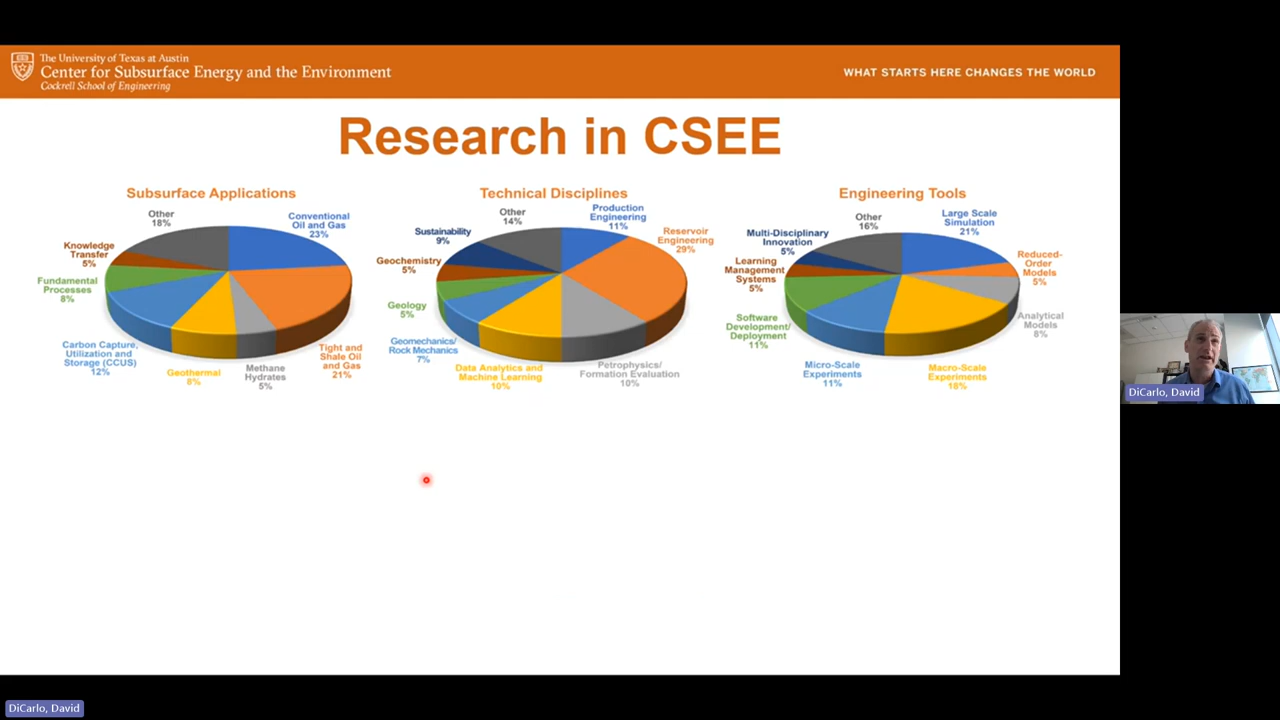 The University of Texas at Austin
Center for Subsurface Energy and the Environment
Cockrell School of Engineering
WHAT STARTS HERE CHANGES THE WORLD
Research in CSEE
Subsurface Applications
Other
18%
Conventional
Oil and Gas
23%
Knowledge
Transfer
5%
Fundamental
Processes
8%
Carbon Capture,
Utilization and
Storage (CCUS)
12%
Geothermal
8%
Methane
Hydrates
5%
Tight and
Shale Oil
and Gas
21%
Technical Disciplines
Other
14%
Production
Engineering
11%
Sustainability
9%
Reservoir
Engineering
29%
Geochemistry
5%
Geology
5%
Geomechanics/
Rock Mechanics
7%
Data Analytics and
Machine Learning
10%
Petrophysics/
Formation Evaluation
10%
Engineering Tools
Other
16%
Large Scale
Simulation
21%
Multi-Disciplinary
Innovation
5%
Reduced-
Order
Models
5%
Learning
Management
Systems
5%
Analytical
Models
8%
Software
Development/
Deployment
11%
Micro-Scale
Experiments
11%
Macro-Scale
Experiments
18%
DiCarlo, David
DiCarlo, David